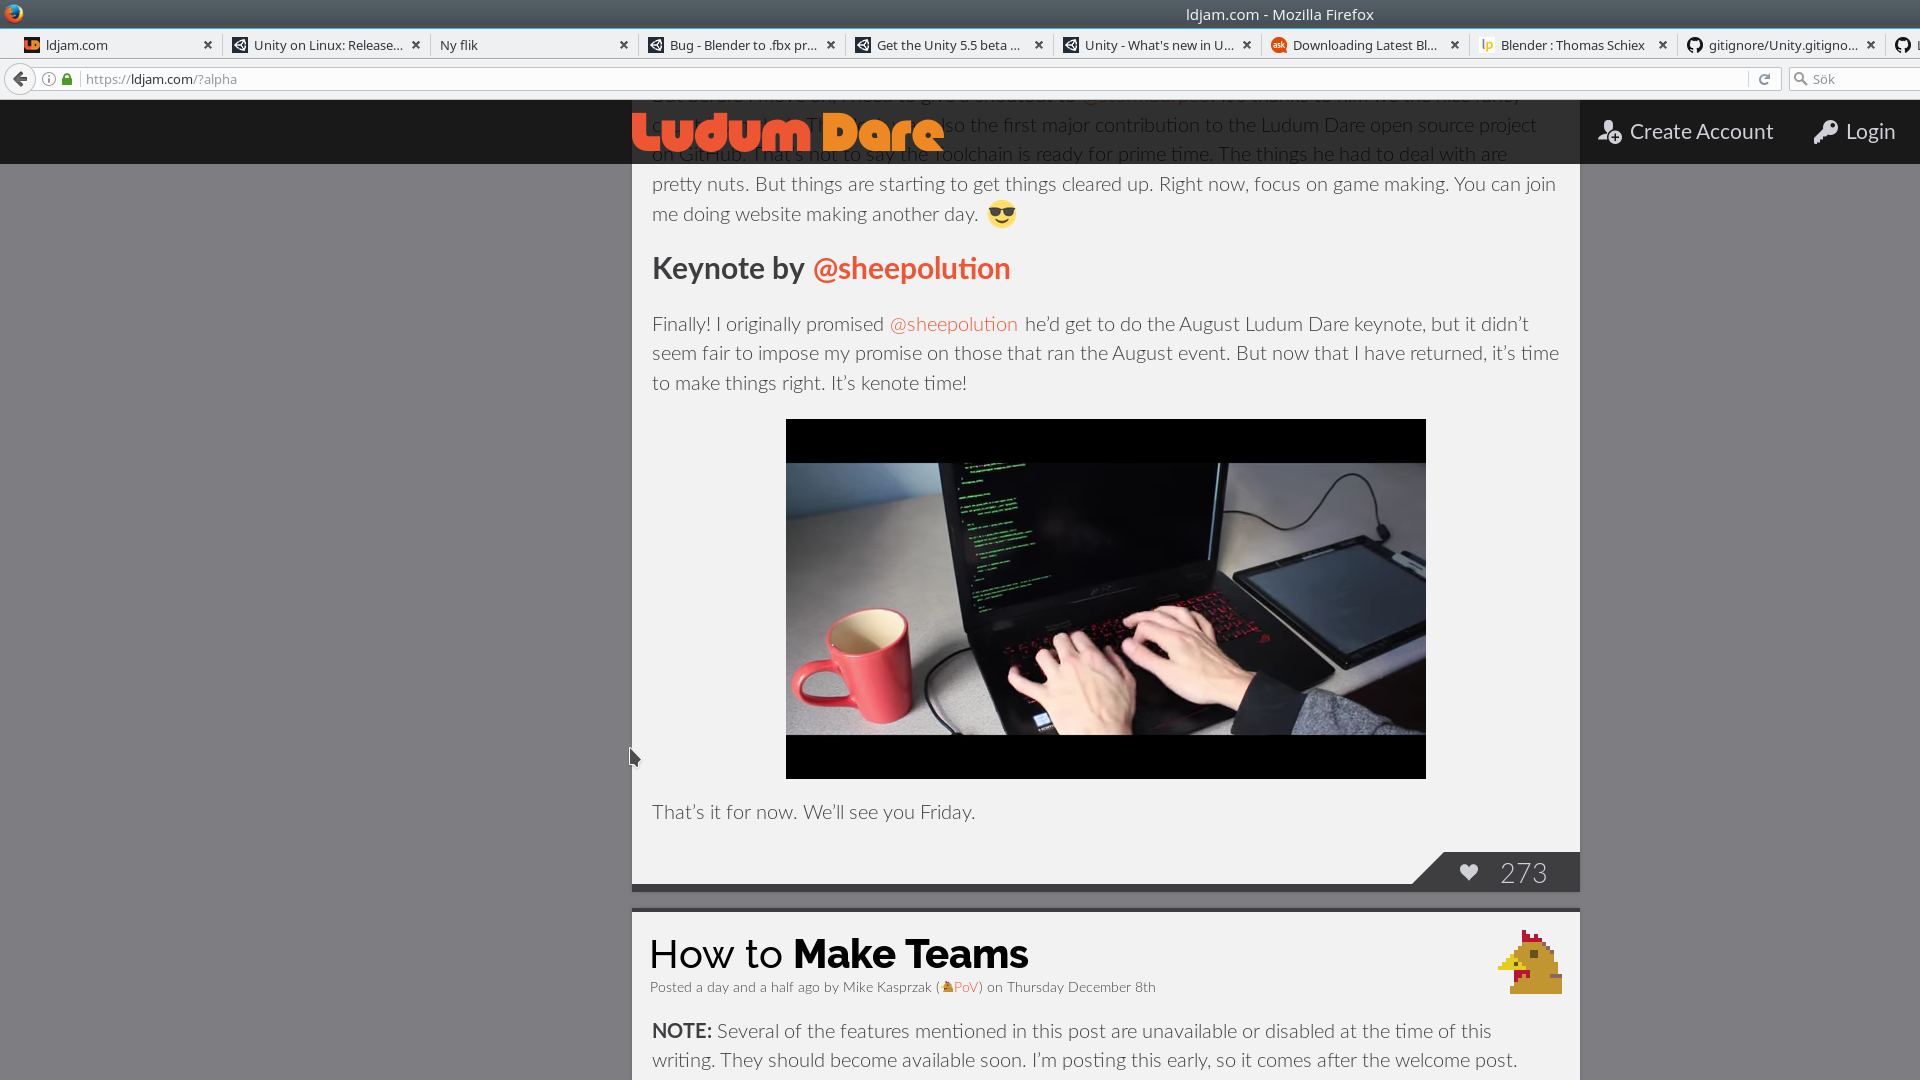 ldjam.com - Mozilla Firefox
ldjam.com
Unity on Linux: Release...
Ny flik
Bug - Blender to .fbx pr...
Get the Unity 5.5 beta ...
Unity - What's new in U...
Downloading Latest Bl...
Blender : Thomas Schiex
gitignore/Unity.gitigno...
https://ldjam.com/?alpha
Sök
Ludum Dare
Create Account
Login
also the first major contribution to the Ludum Dare open source project
on GitHub. That's not to say the Toolchain is ready for prime time. The things he had to deal with are
pretty nuts. But things are starting to get things cleared up. Right now, focus on game making. You can join
me doing website making another day.
Keynote by @sheepolution
Finally! I originally promised @sheepolution he’d get to do the August Ludum Dare keynote, but it didn’t
seem fair to impose my promise on those that ran the August event. But now that I have returned, it’s time
to make things right. It’s kenote time!
That’s it for now. We’ll see you Friday.
273
How to Make Teams
Posted a day and a half ago by Mike Kasprzak (PoV) on Thursday December 8th
NOTE: Several of the features mentioned in this post are unavailable or disabled at the time of this
writing. They should become available soon. I’m posting this early, so it comes after the welcome post.